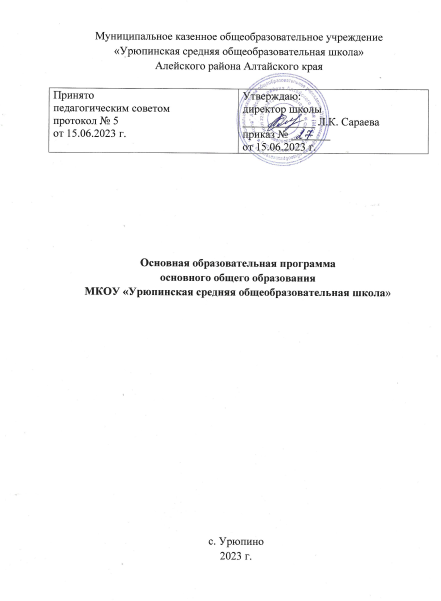 Муниципальное казенное общеобразовательное учреждение
«Урюпинская средняя общеобразовательная школа»
Алейского района Алтайского края
Принято
педагогическим советом
протокол № 5
от 15.06.2023 г.
Утверждаю:
директор школы
Л.К. Сараева
приказ № 27
от 15.06.2023 г.
Основная образовательная программа
основного общего образования
МКОУ «Урюпинская средняя общеобразовательная школа»
с. Урюпино
2023 г.